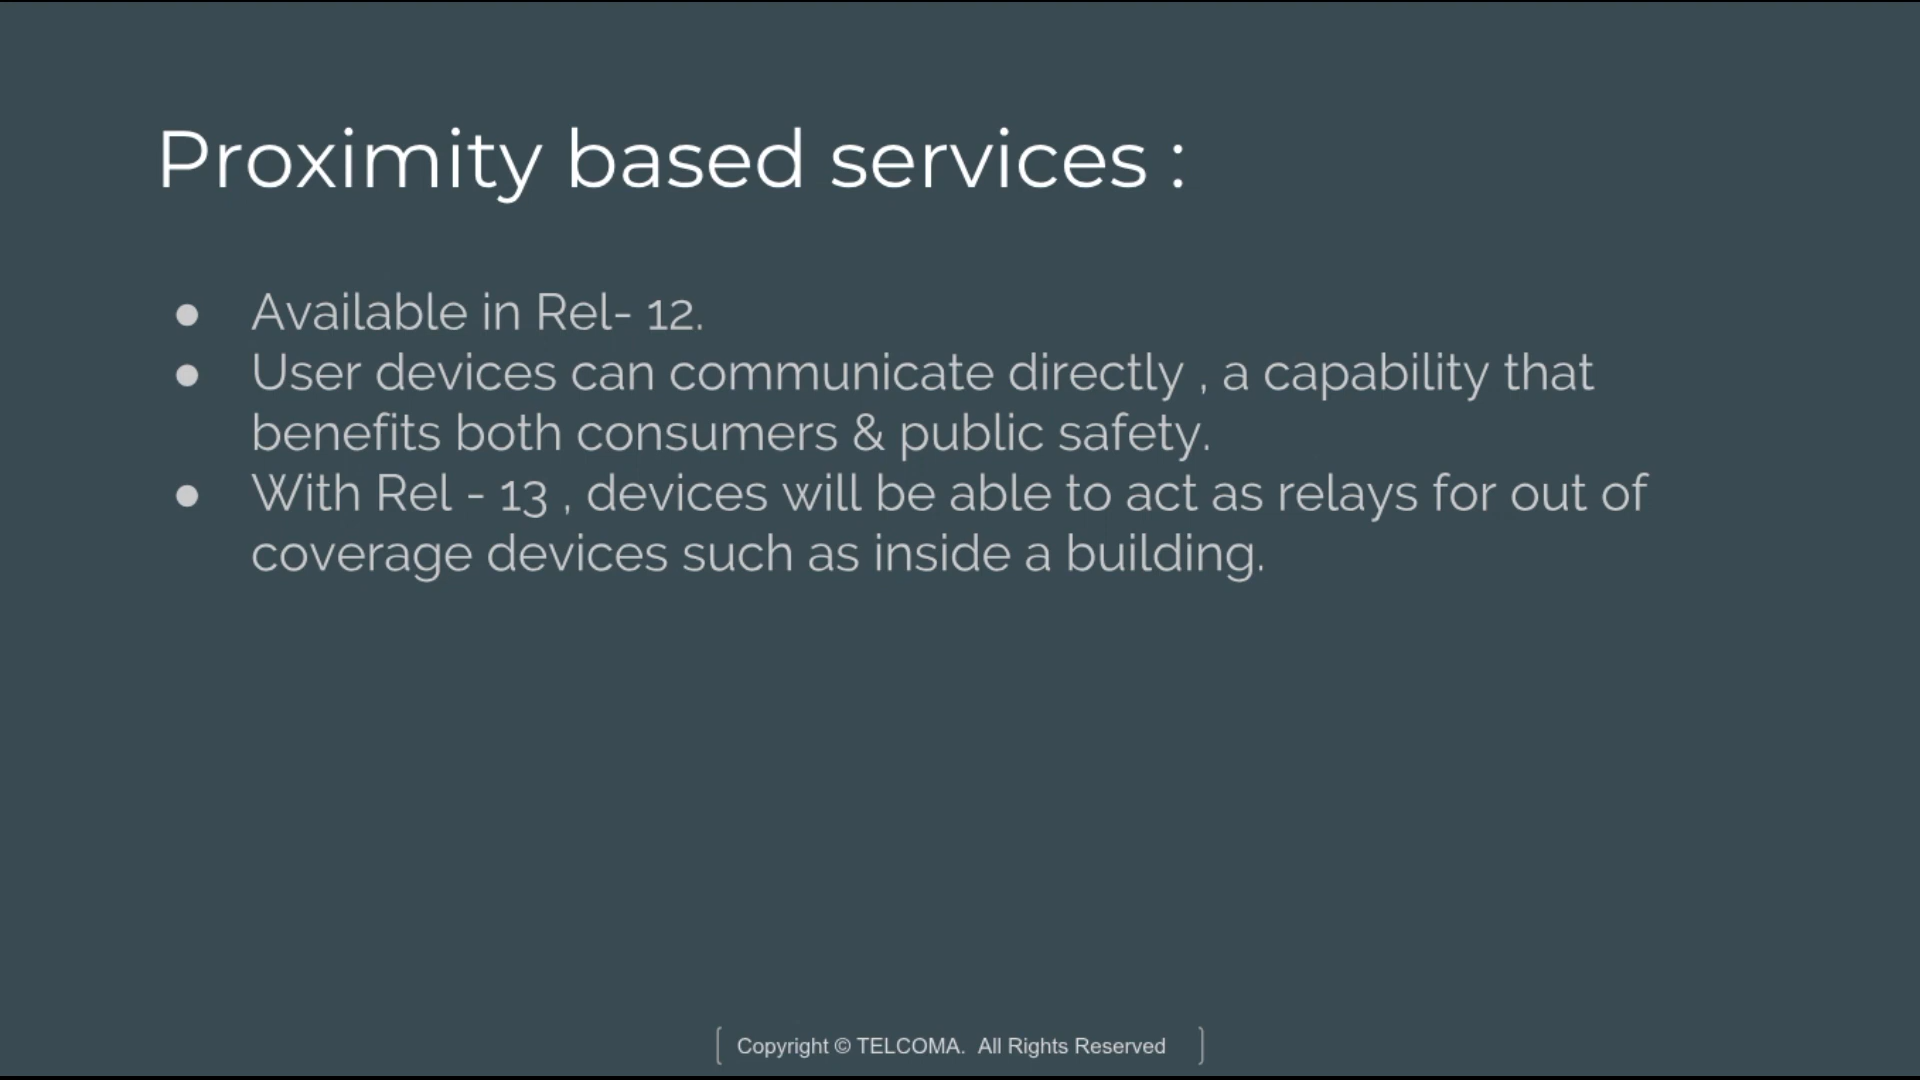 Proximity based services :
● Available in Rel- 12.
● User devices can communicate directly , a capability that
benefits both consumers & public safety.
● With Rel - 13 , devices will be able to act as relays for out of
coverage devices such as inside a building.
Copyright © TELCOMA. All Rights Reserved